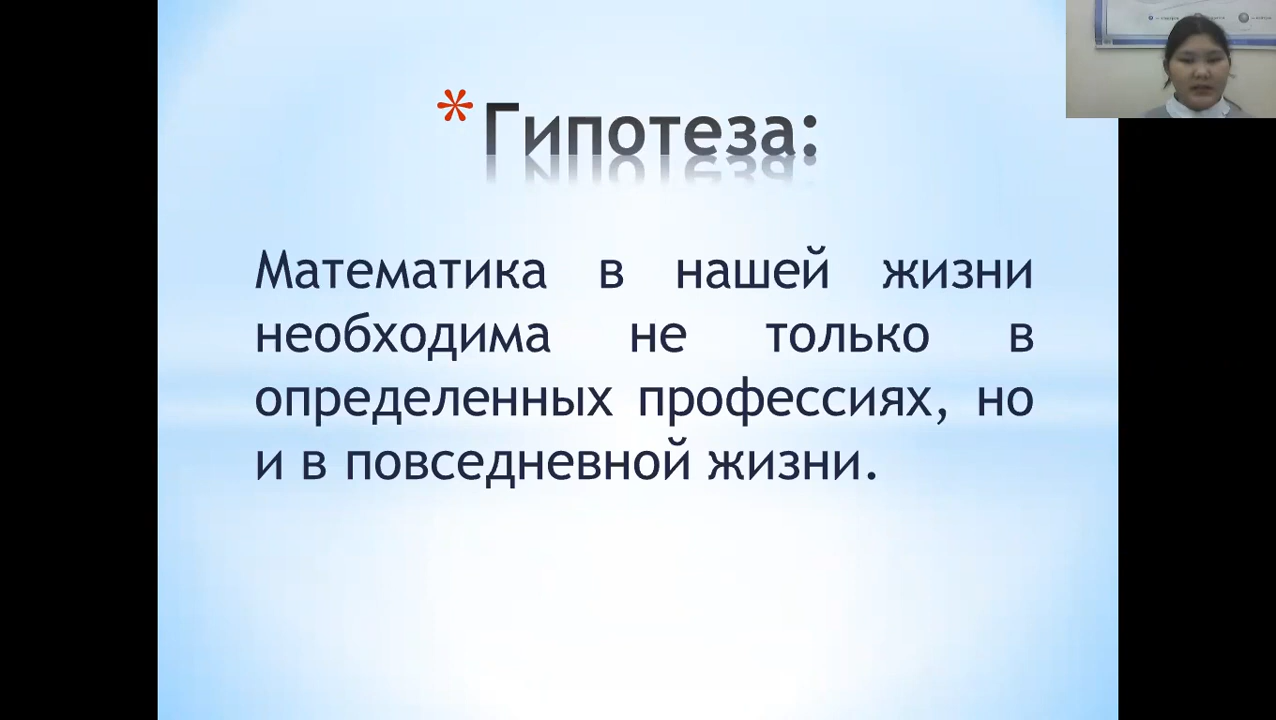 * Гипотеза:
Математика в нашей жизни
необходима не только в
определенных профессиях, но
и в повседневной жизни.